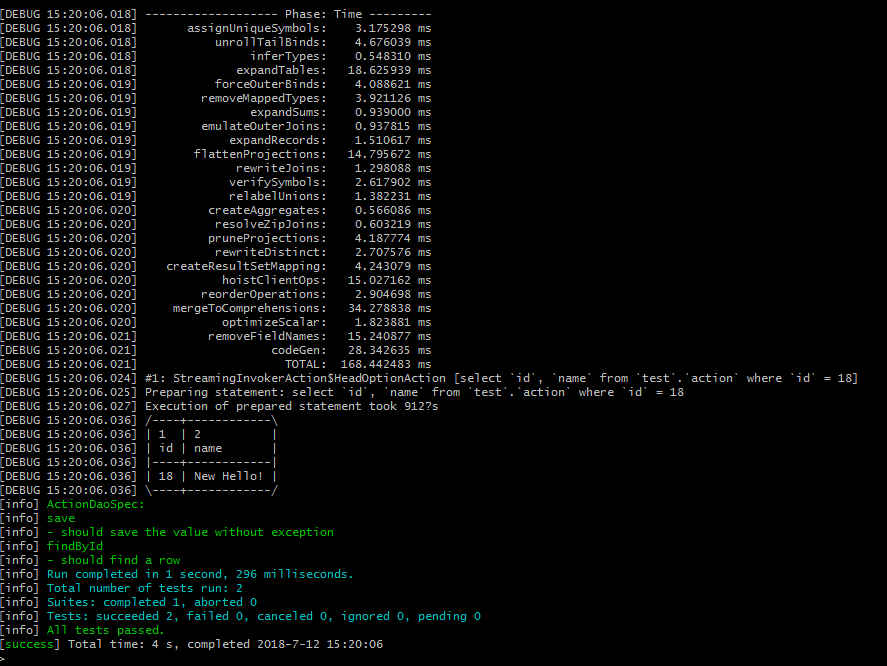 [DEBUG 15:20:06.018] ------------------- Phase: Time ---------
[DEBUG 15:20:06.018]       assignUniqueSymbols:    3.175298 ms
[DEBUG 15:20:06.018]           unrollTailBinds:    4.676039 ms
[DEBUG 15:20:06.018]                inferTypes:    0.548310 ms
[DEBUG 15:20:06.018]              expandTables:   18.625939 ms
[DEBUG 15:20:06.019]           forceOuterBinds:    4.088621 ms
[DEBUG 15:20:06.019]         removeMappedTypes:    3.921126 ms
[DEBUG 15:20:06.019]                expandSums:    0.939000 ms
[DEBUG 15:20:06.019]         emulateOuterJoins:    0.937815 ms
[DEBUG 15:20:06.019]             expandRecords:    1.510617 ms
[DEBUG 15:20:06.019]        flattenProjections:   14.795672 ms
[DEBUG 15:20:06.019]              rewriteJoins:    1.298088 ms
[DEBUG 15:20:06.019]             verifySymbols:    2.617902 ms
[DEBUG 15:20:06.019]             relabelUnions:    1.382231 ms
[DEBUG 15:20:06.020]          createAggregates:    0.566086 ms
[DEBUG 15:20:06.020]           resolveZipJoins:    0.603219 ms
[DEBUG 15:20:06.020]          pruneProjections:    4.187774 ms
[DEBUG 15:20:06.020]           rewriteDistinct:    2.707576 ms
[DEBUG 15:20:06.020]    createResultSetMapping:    4.243079 ms
[DEBUG 15:20:06.020]            hoistClientOps:   15.027162 ms
[DEBUG 15:20:06.020]         reorderOperations:    2.904698 ms
[DEBUG 15:20:06.020]     mergeToComprehensions:   34.278838 ms
[DEBUG 15:20:06.020]            optimizeScalar:    1.823881 ms
[DEBUG 15:20:06.021]          removeFieldNames:   15.240877 ms
[DEBUG 15:20:06.021]                   codeGen:   28.342635 ms
[DEBUG 15:20:06.021]                     TOTAL:  168.442483 ms
[DEBUG 15:20:06.024] #1: StreamingInvokerAction$HeadOptionAction [select `id`, `name` from `test`.`action` where `id` = 18]
[DEBUG 15:20:06.025] Preparing statement: select `id`, `name` from `test`.`action` where `id` = 18
[DEBUG 15:20:06.027] Execution of prepared statement took 912?s
[DEBUG 15:20:06.036] /----+------------\
[DEBUG 15:20:06.036] | 1  | 2          |
[DEBUG 15:20:06.036] | id | name       |
[DEBUG 15:20:06.036] |----+------------|
[DEBUG 15:20:06.036] | 18 | New Hello! |
[DEBUG 15:20:06.036] \----+------------/
[info] ActionDaoSpec:
[info] save
[info] - should save the value without exception
[info] findById
[info] - should find a row
[info] Run completed in 1 second, 296 milliseconds.
[info] Total number of tests run: 2
[info] Suites: completed 1, aborted 0
[info] Tests: succeeded 2, failed 0, canceled 0, ignored 0, pending 0
[info] All tests passed.
[success] Total time: 4 s, completed 2018-7-12 15:20:06
>